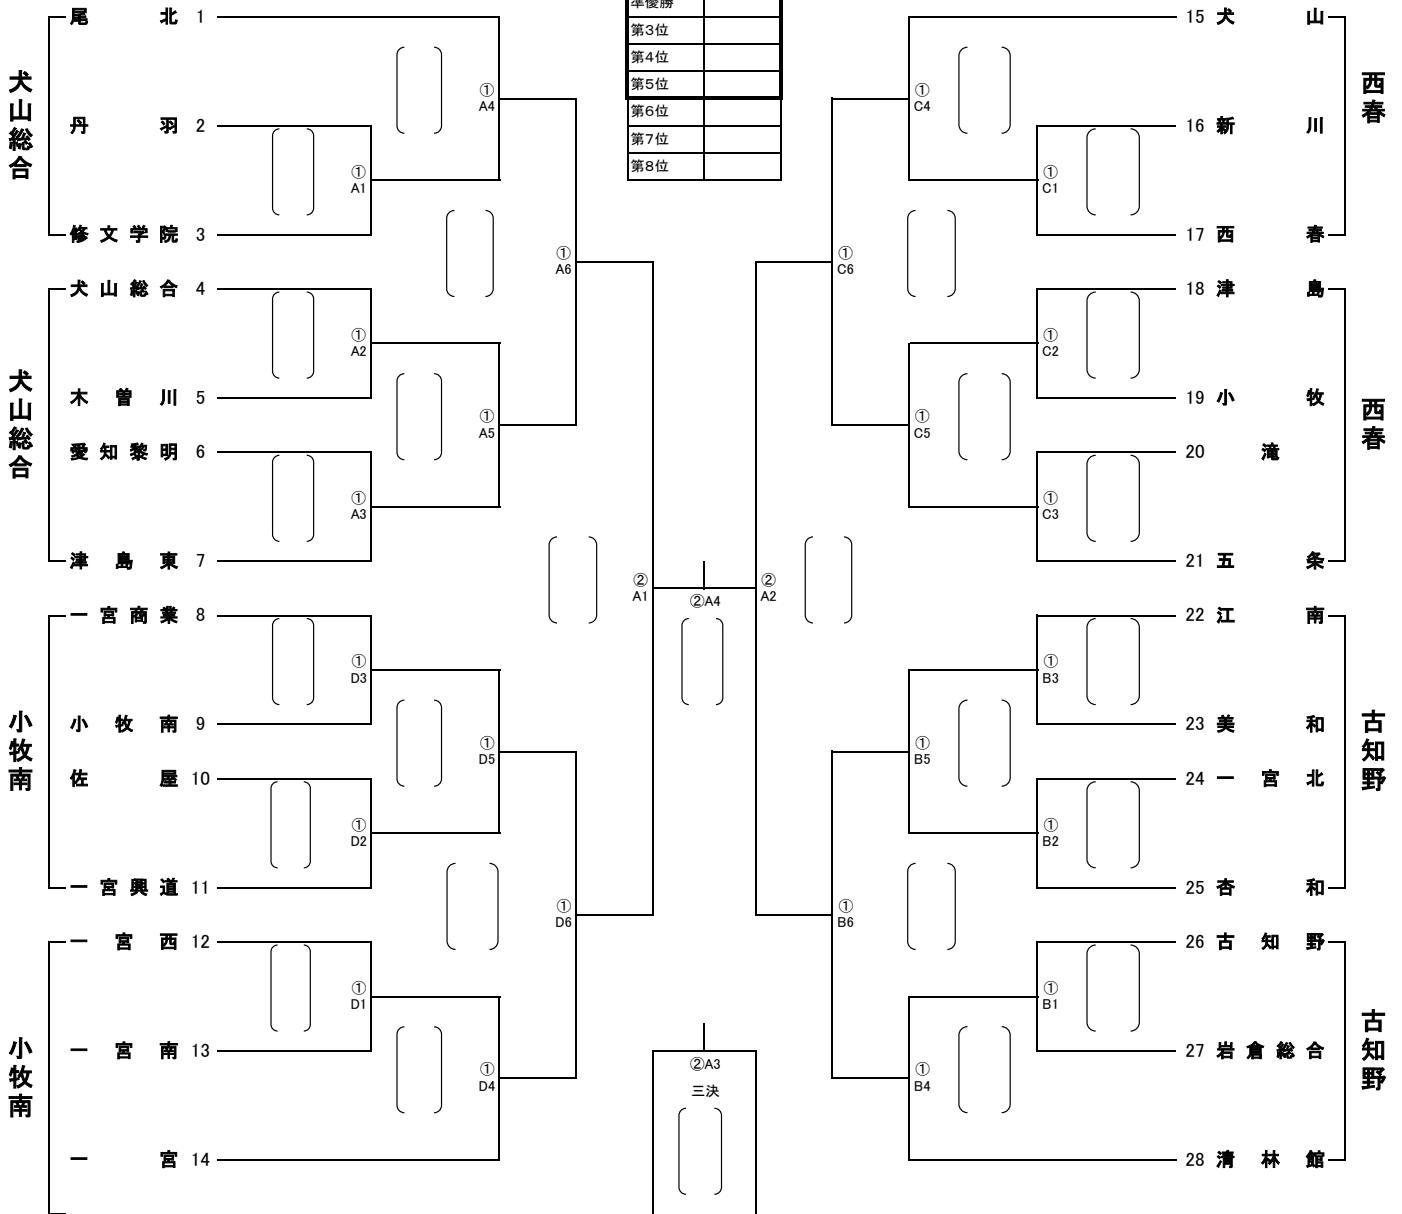 準優勝
第3位
第4位
第5位
第6位
第7位
第8位
犬山総合
尾北 1
丹羽 2
修文学院 3
①
A1
①
A4
犬山総合
犬山総合 4
木曽川 5
愛知黎明 6
津島東 7
①
A2
①
A3
①
A5
①
A6
小牧南
一宮商業 8
小牧南 9
佐屋 10
一宮興道 11
①
D3
①
D2
①
D5
小牧南
一宮西 12
一宮南 13
一宮 14
①
D1
①
D4
①
D6
②
A1
②A4
②
A2
②A3
三決
15 犬山
16 新川
17 西春
西春
①
C4
①
C1
18 津島
19 小牧
20 滝
21 五条
西春
①
C2
①
C3
①
C5
①
C6
22 江南
23 美和
24 一宮北
25 杏和
古知野
①
B3
①
B2
①
B5
26 古知野
27 岩倉総合
28 清林館
古知野
①
B1
①
B4
①
B6